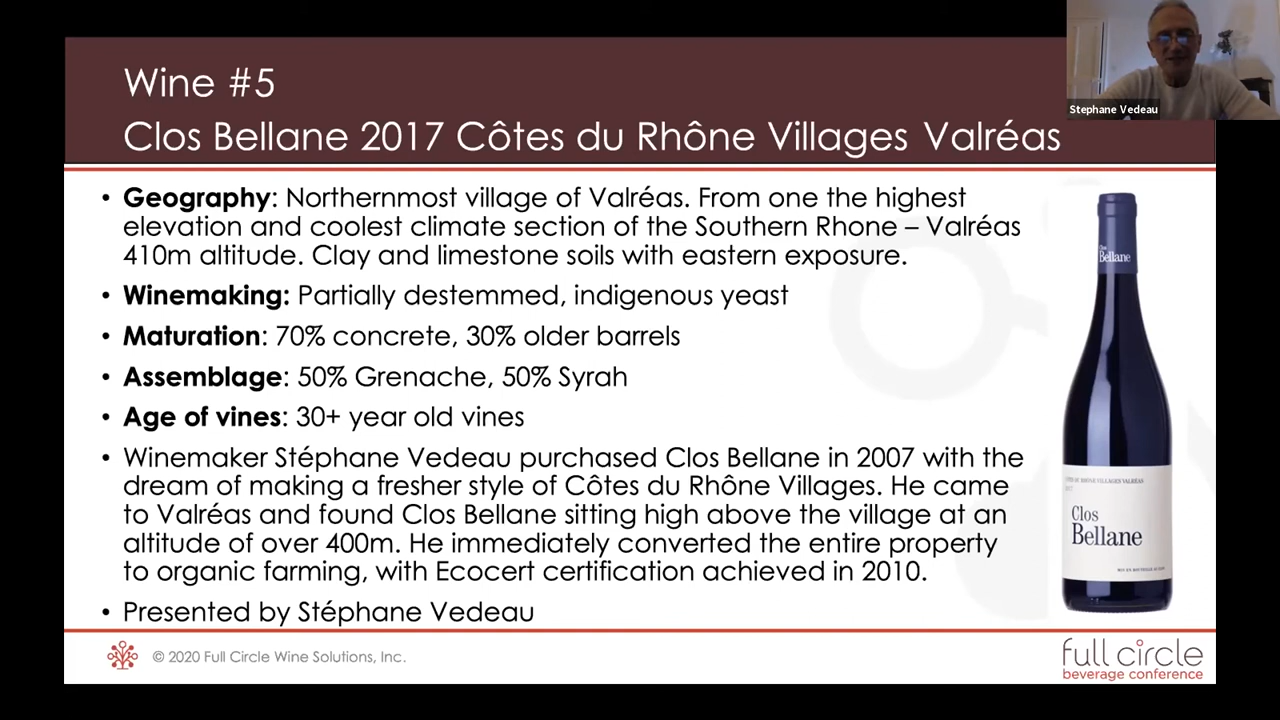 Wine #5
Clos Bellane 2017 Côtes du Rhône Villages Valréas
Stephane Vedeau
• Geography: Northernmost village of Valréas. From one the highest
elevation and coolest climate section of the Southern Rhone – Valréas
410m altitude. Clay and limestone soils with eastern exposure.
• Winemaking: Partially destemmed, indigenous yeast
• Maturation: 70% concrete, 30% older barrels
• Assemblage: 50% Grenache, 50% Syrah
• Age of vines: 30+ year old vines
• Winemaker Stéphane Vedeau purchased Clos Bellane in 2007 with the
dream of making a fresher style of Côtes du Rhône Villages. He came
to Valréas and found Clos Bellane sitting high above the village at an
altitude of over 400m. He immediately converted the entire property
to organic farming, with Ecocert certification achieved in 2010.
• Presented by Stéphane Vedeau
Clos
Bellane
CÔTES DU RHÔNE VILLAGES VALRÉAS
2017
Clos
Bellane
© 2020 Full Circle Wine Solutions, Inc.
full circle
beverage conference